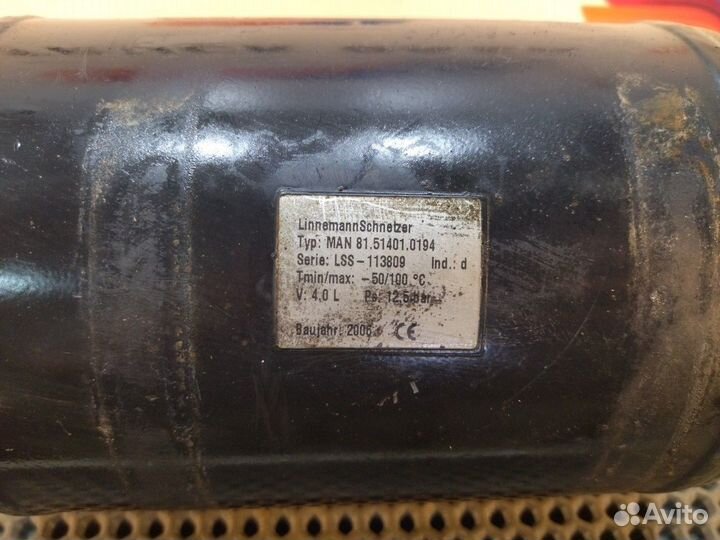 LinnemannSchnetzer
Typ: MAN 81.51401.0194
Serie: LSS-113809 Ind.: d
Tmin/max: -50/100 °C
V: 4,0 L Ps: 12,5 bar
Baujahr: 2006 CE
Avito